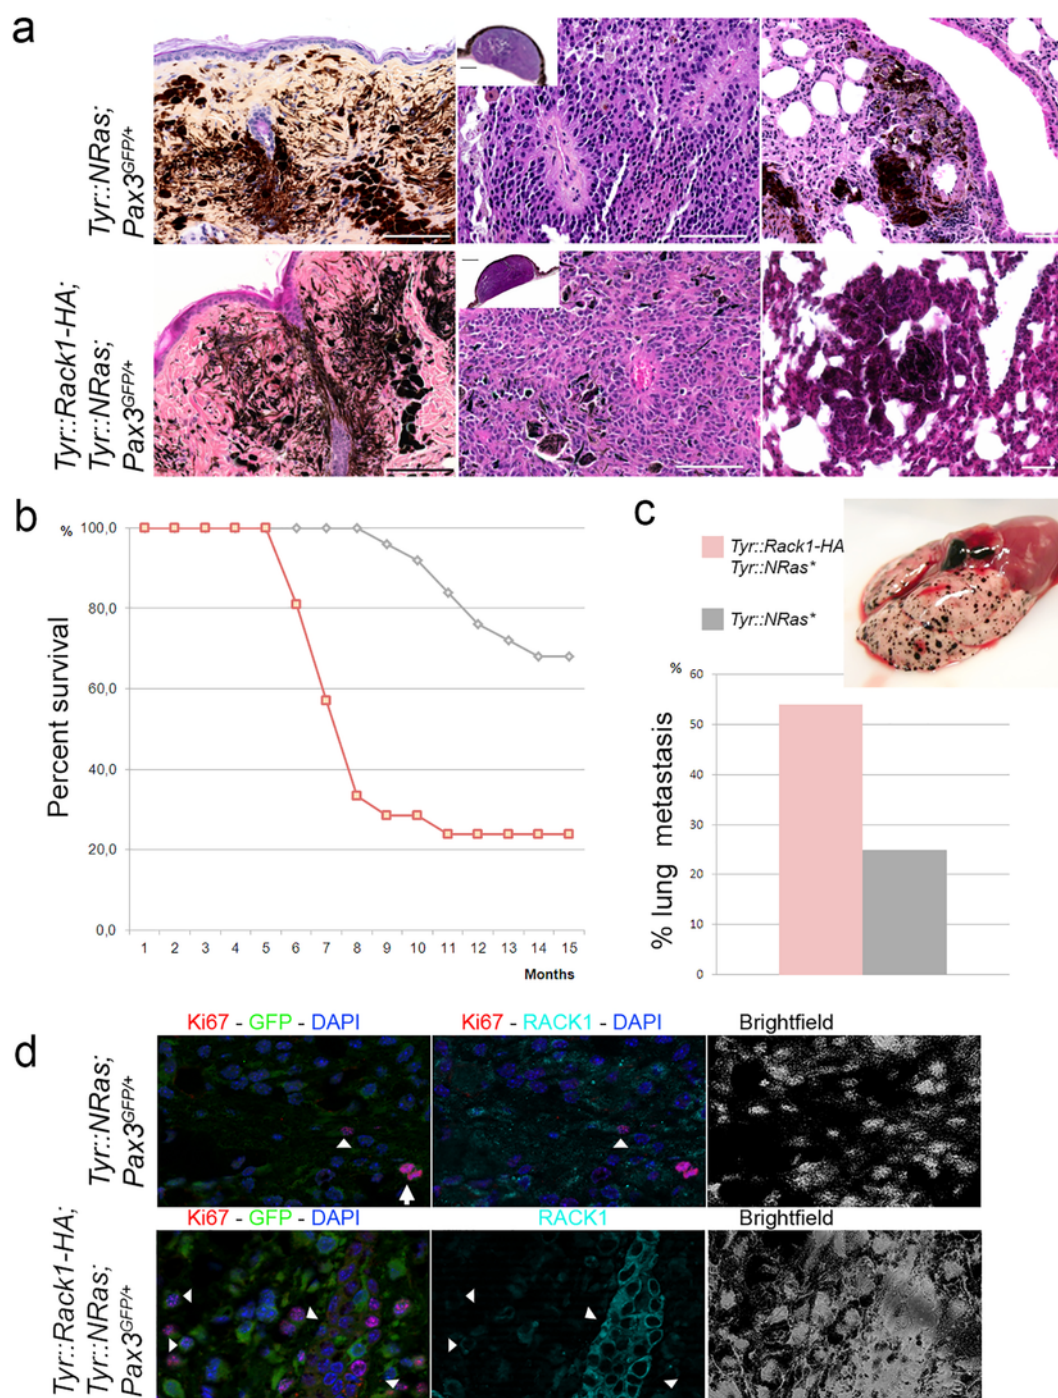 a
Tyr::NRas;
Pax3GFP/+
Tyr::Rack1-HA;
Tyr::NRas;
Pax3GFP/+
b
%
100,0
80,0
60,0
40,0
20,0
0,0
Percent survival
1 2 3 4 5 6 7 8 9 10 11 12 13 14 15
Months
c
Tyr::Rack1-HA
Tyr::NRas*
Tyr::NRas*
%
60
50
40
30
20
10
0
% lung metastasis
d
Ki67 - GFP - DAPI
Ki67 - RACK1 - DAPI
Brightfield
Tyr::NRas;
Pax3GFP/+
Ki67 - GFP - DAPI
RACK1
Brightfield
Tyr::Rack1-HA;
Tyr::NRas;
Pax3GFP/+